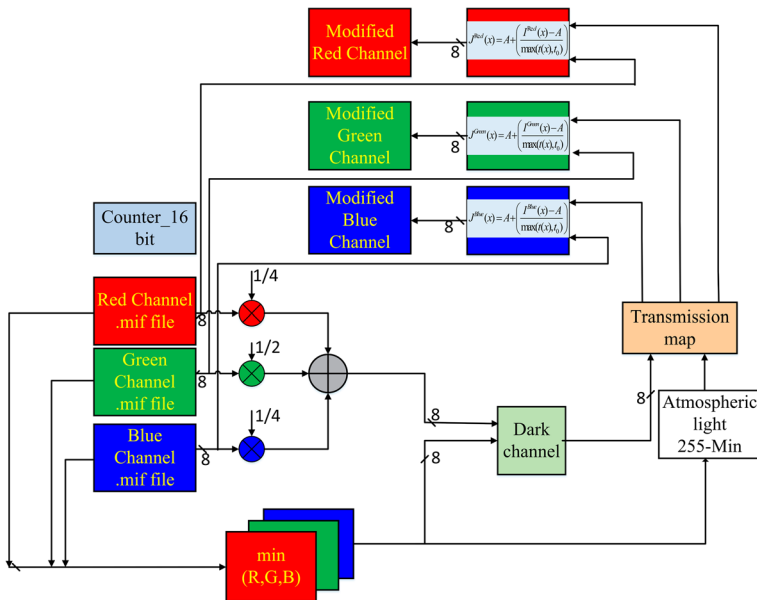 Modified
Red Channel
8
J^Red(x) = A + ( (I^Red(x) − A) / max(t(x),t₀) )
Modified
Green
Channel
8
J^Green(x) = A + ( (I^Green(x) − A) / max(t(x),t₀) )
Modified
Blue
Channel
8
J^Blue(x) = A + ( (I^Blue(x) − A) / max(t(x),t₀) )
Counter_16
bit
Red Channel
.mif file
8
1/4
Green
Channel
.mif file
8
1/2
Blue
Channel
.mif file
8
1/4
Transmission
map
8
8
Dark
channel
8
Atmospheric
light
255-Min
min
(R,G,B)